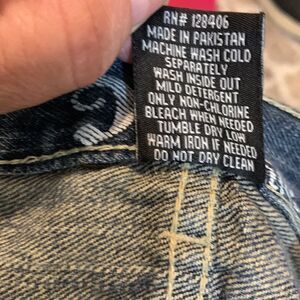 RN# 128406
MADE IN PAKISTAN
MACHINE WASH COLD
SEPARATELY
WASH INSIDE OUT
MILD DETERGENT
ONLY NON-CHLORINE
BLEACH WHEN NEEDED
TUMBLE DRY LOW
WARM IRON IF NEEDED
DO NOT DRY CLEAN